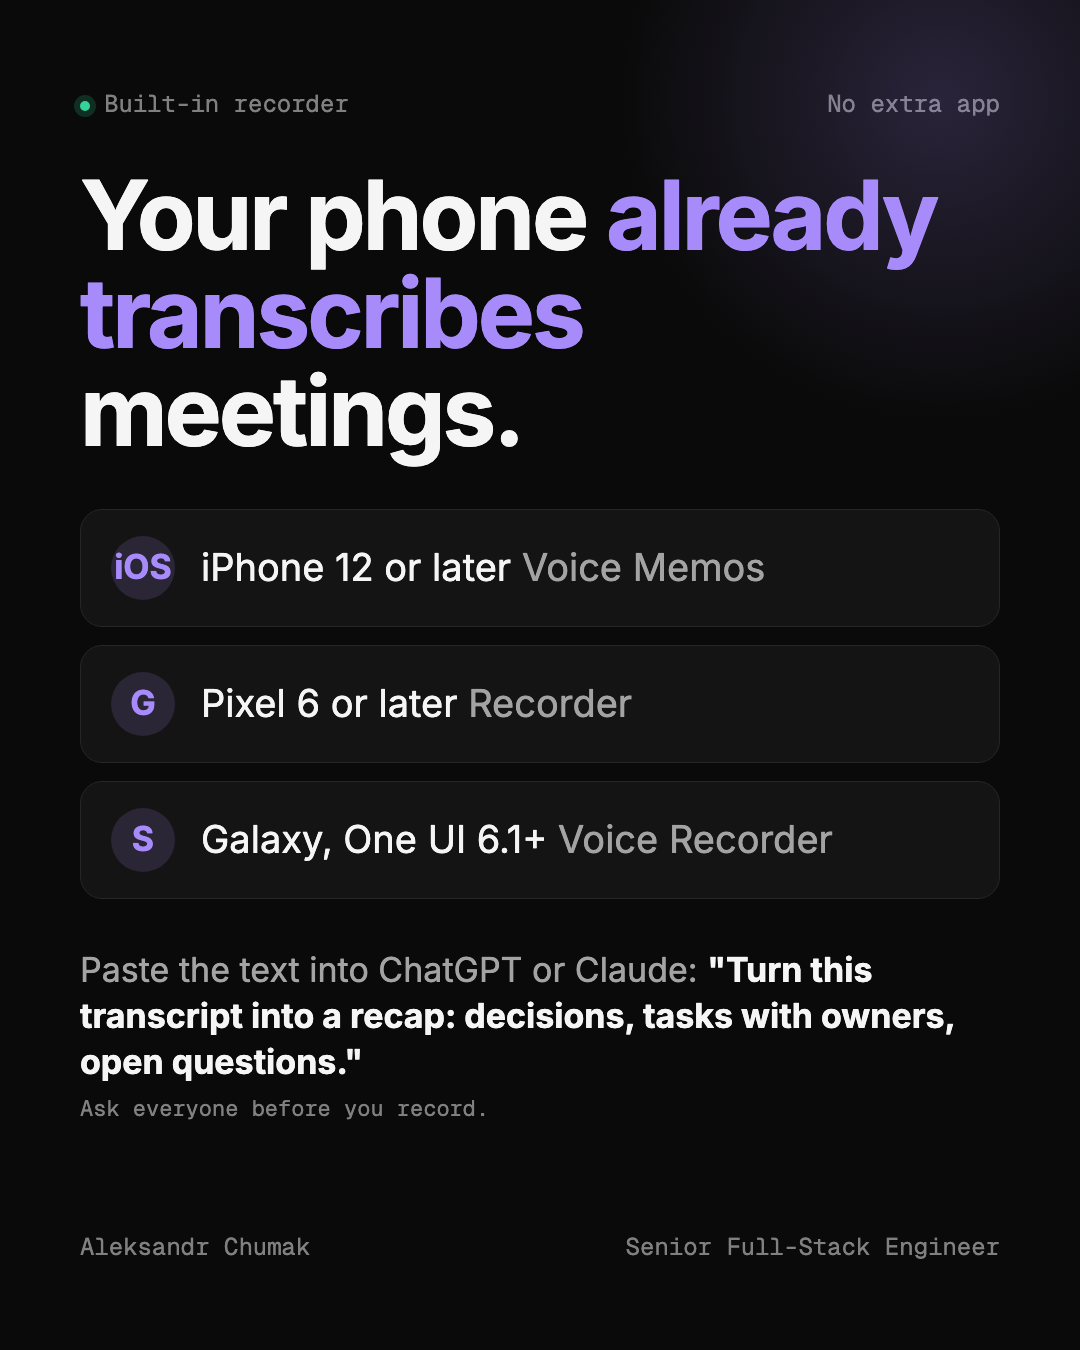 Built-in recorder
No extra app
Your phone already
transcribes
meetings.
iOS iPhone 12 or later Voice Memos
G Pixel 6 or later Recorder
S Galaxy, One UI 6.1+ Voice Recorder
Paste the text into ChatGPT or Claude: "Turn this
transcript into a recap: decisions, tasks with owners,
open questions."
Ask everyone before you record.
Aleksandr Chumak
Senior Full-Stack Engineer